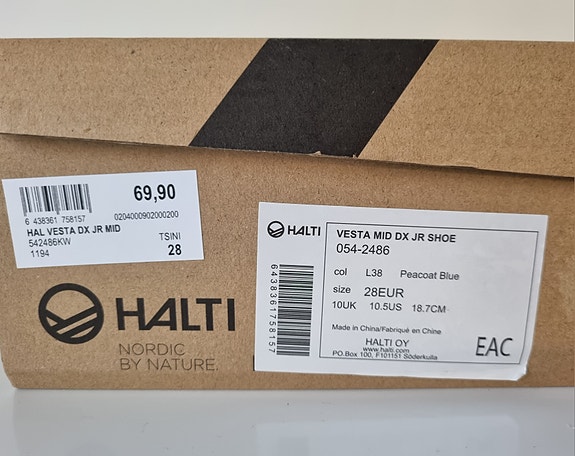 69,90
6 438361 758157
0204000902000200
HAL VESTA DX JR MID
542486KW
TSINI
1194
28
HALTI
NORDIC
BY NATURE.
HALTI
6438361758157
VESTA MID DX JR SHOE
054-2486
col L38 Peacoat Blue
size 28EUR
10UK 10.5US 18.7CM
Made in China/Fabriqué en Chine
HALTI OY
www.halti.com
PO.Box 100, F101151 Söderkulla
EAC